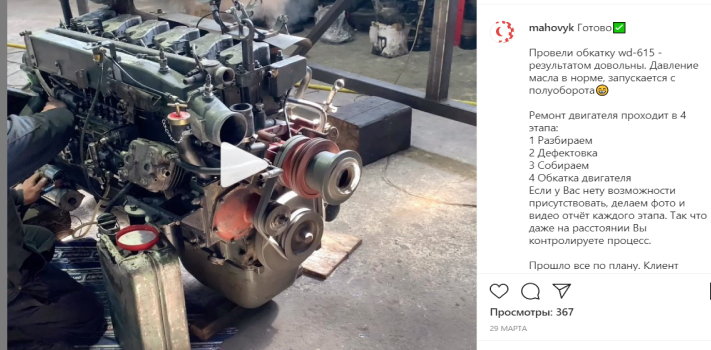 mahovyk Готово✅
Провели обкатку wd-615 -
результатом довольны. Давление
масла в норме, запускается с
полуоборота😄
Ремонт двигателя проходит в 4
этапа:
1 Разбираем
2 Дефектовка
3 Собираем
4 Обкатка двигателя
Если у Вас нету возможности
присутствовать, делаем фото и
видео отчёт каждого этапа. Так что
даже на расстоянии Вы
контролируете процесс.
Прошло все по плану. Клиент
Просмотры: 367
29 МАРТА